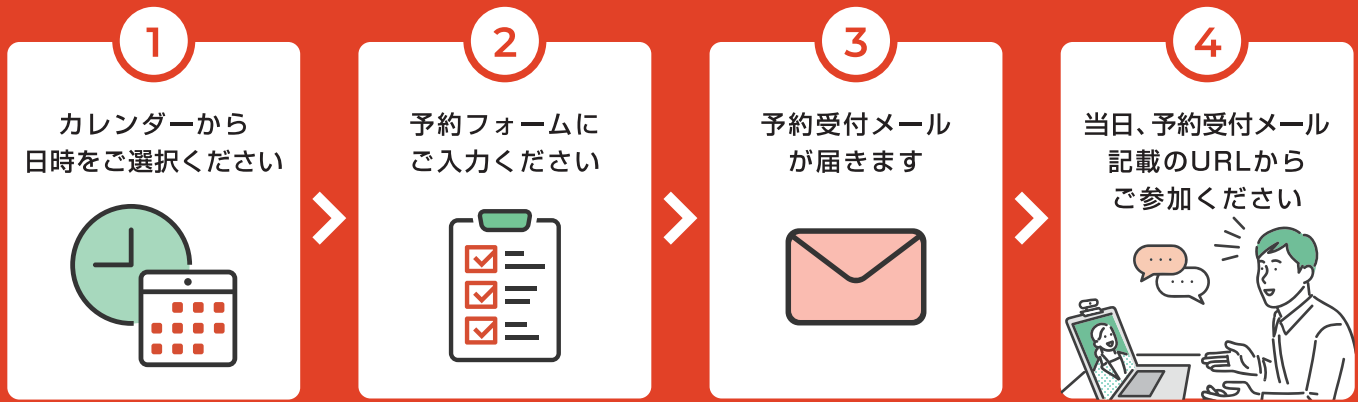 1
カレンダーから
日時をご選択ください
2
予約フォームに
ご入力ください
3
予約受付メール
が届きます
4
当日、予約受付メール
記載のURLから
ご参加ください